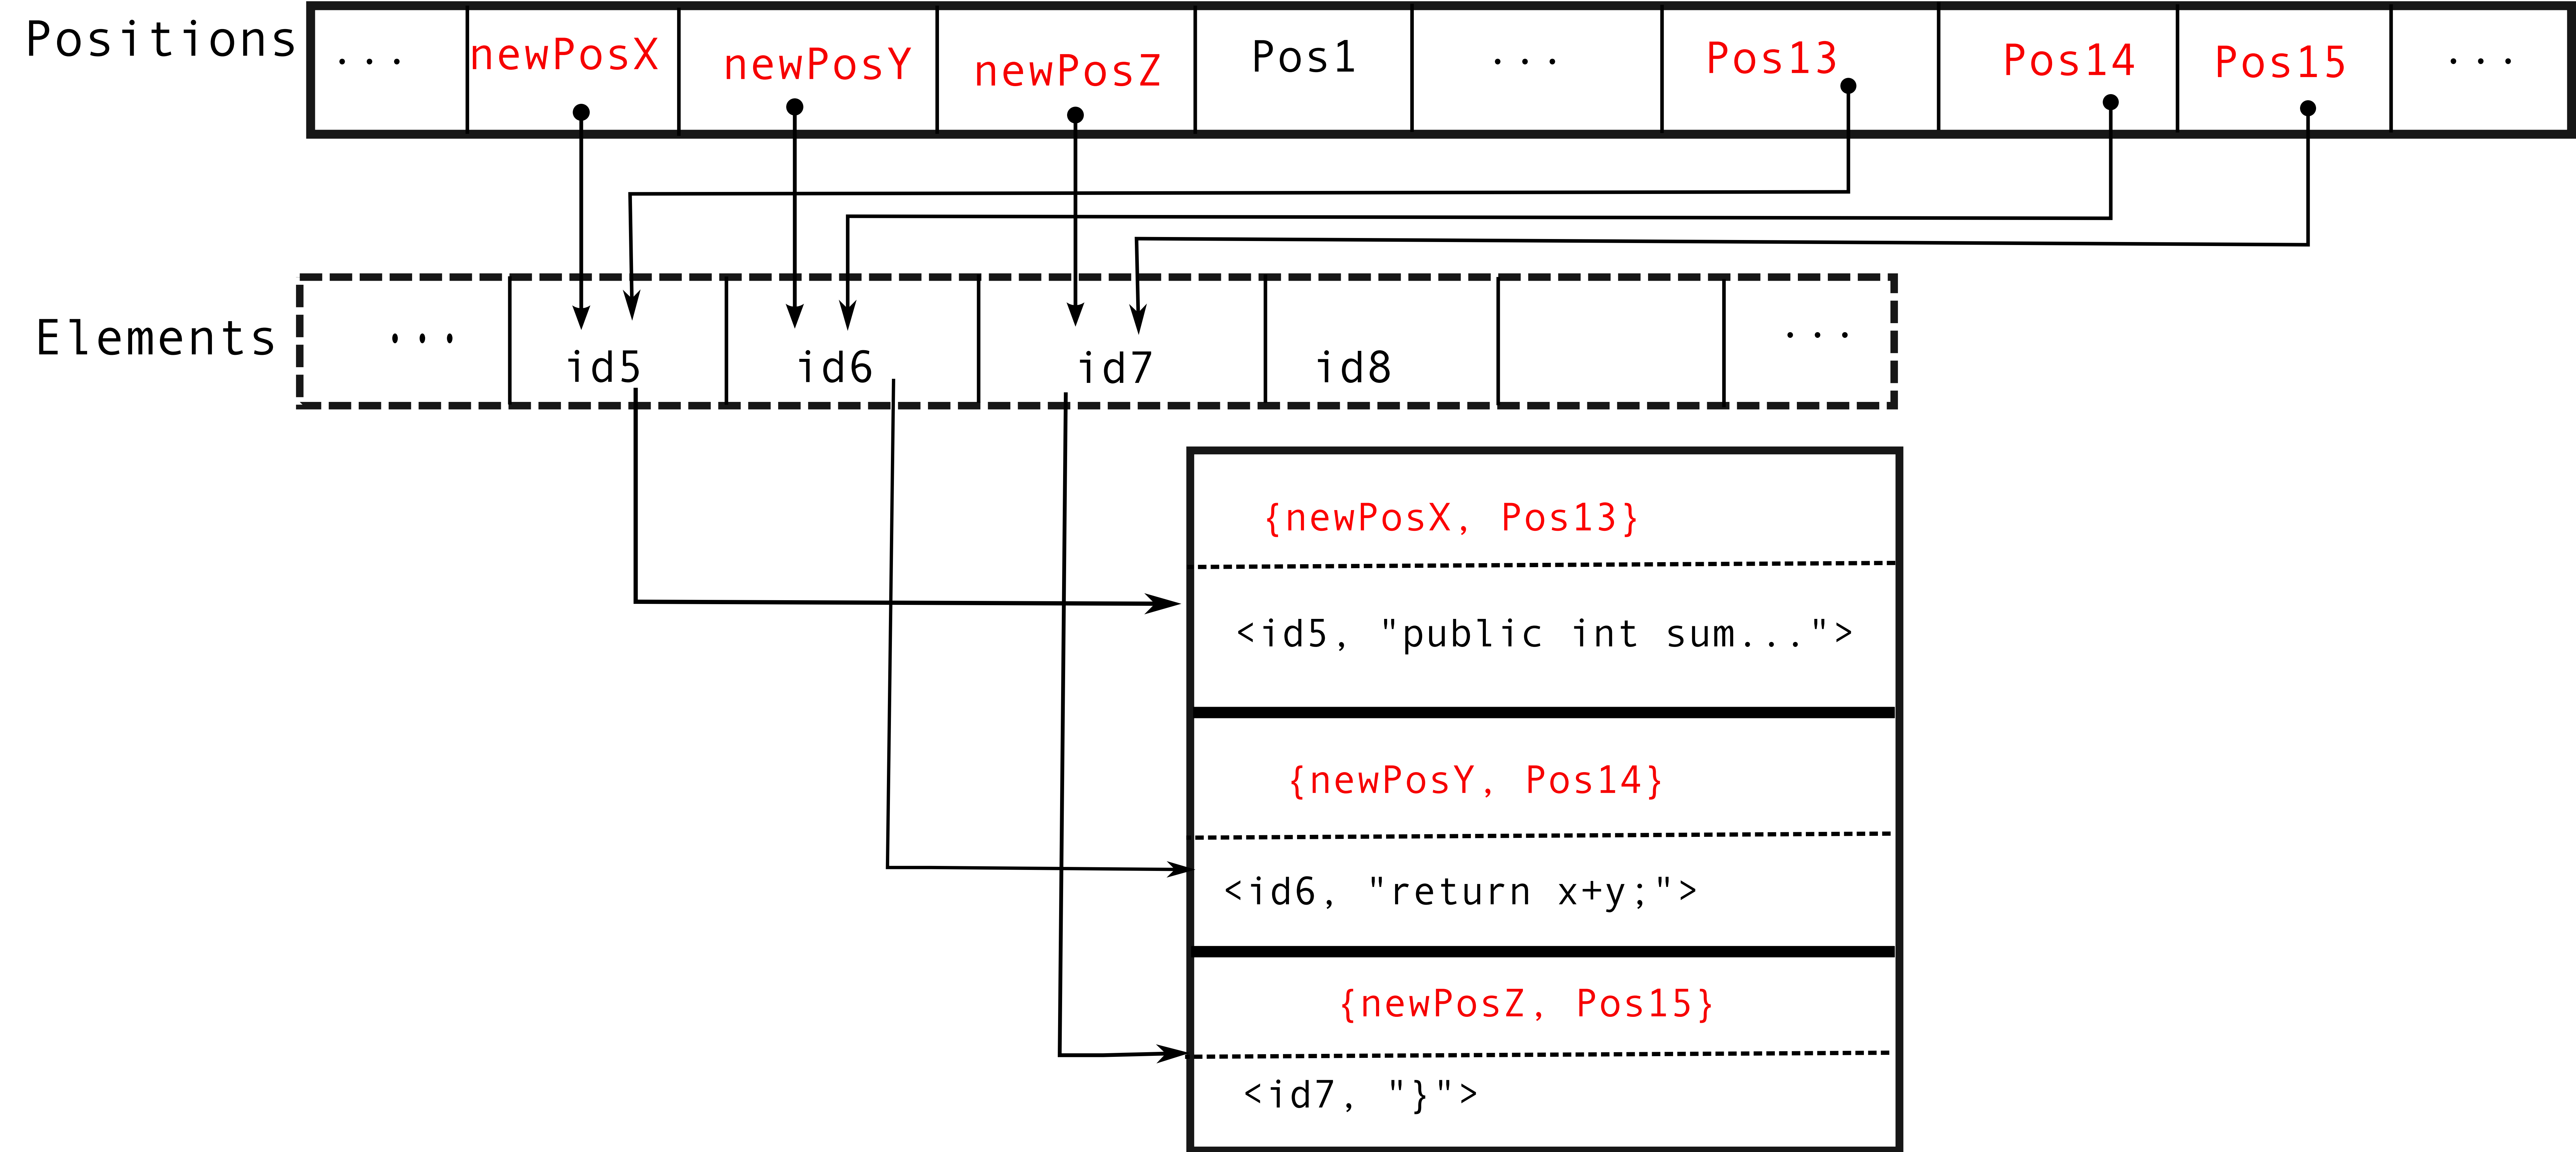 Positions ... newPosX newPosY newPosZ Pos1 ... Pos13 Pos14 Pos15 ...
Elements ... id5 id6 id7 id8 ...
{newPosX, Pos13}
<id5, "public int sum...">
{newPosY, Pos14}
<id6, "return x+y;">
{newPosZ, Pos15}
<id7, "}">